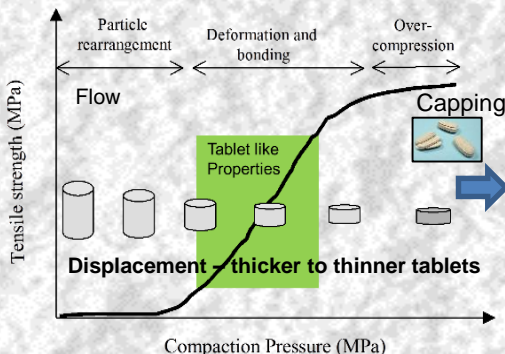 Particle
rearrangement
Deformation and
bonding
Over-
compression
Flow
Capping
Tablet like
Properties
Displacement – thicker to thinner tablets
Tensile strength (MPa)
Compaction Pressure (MPa)